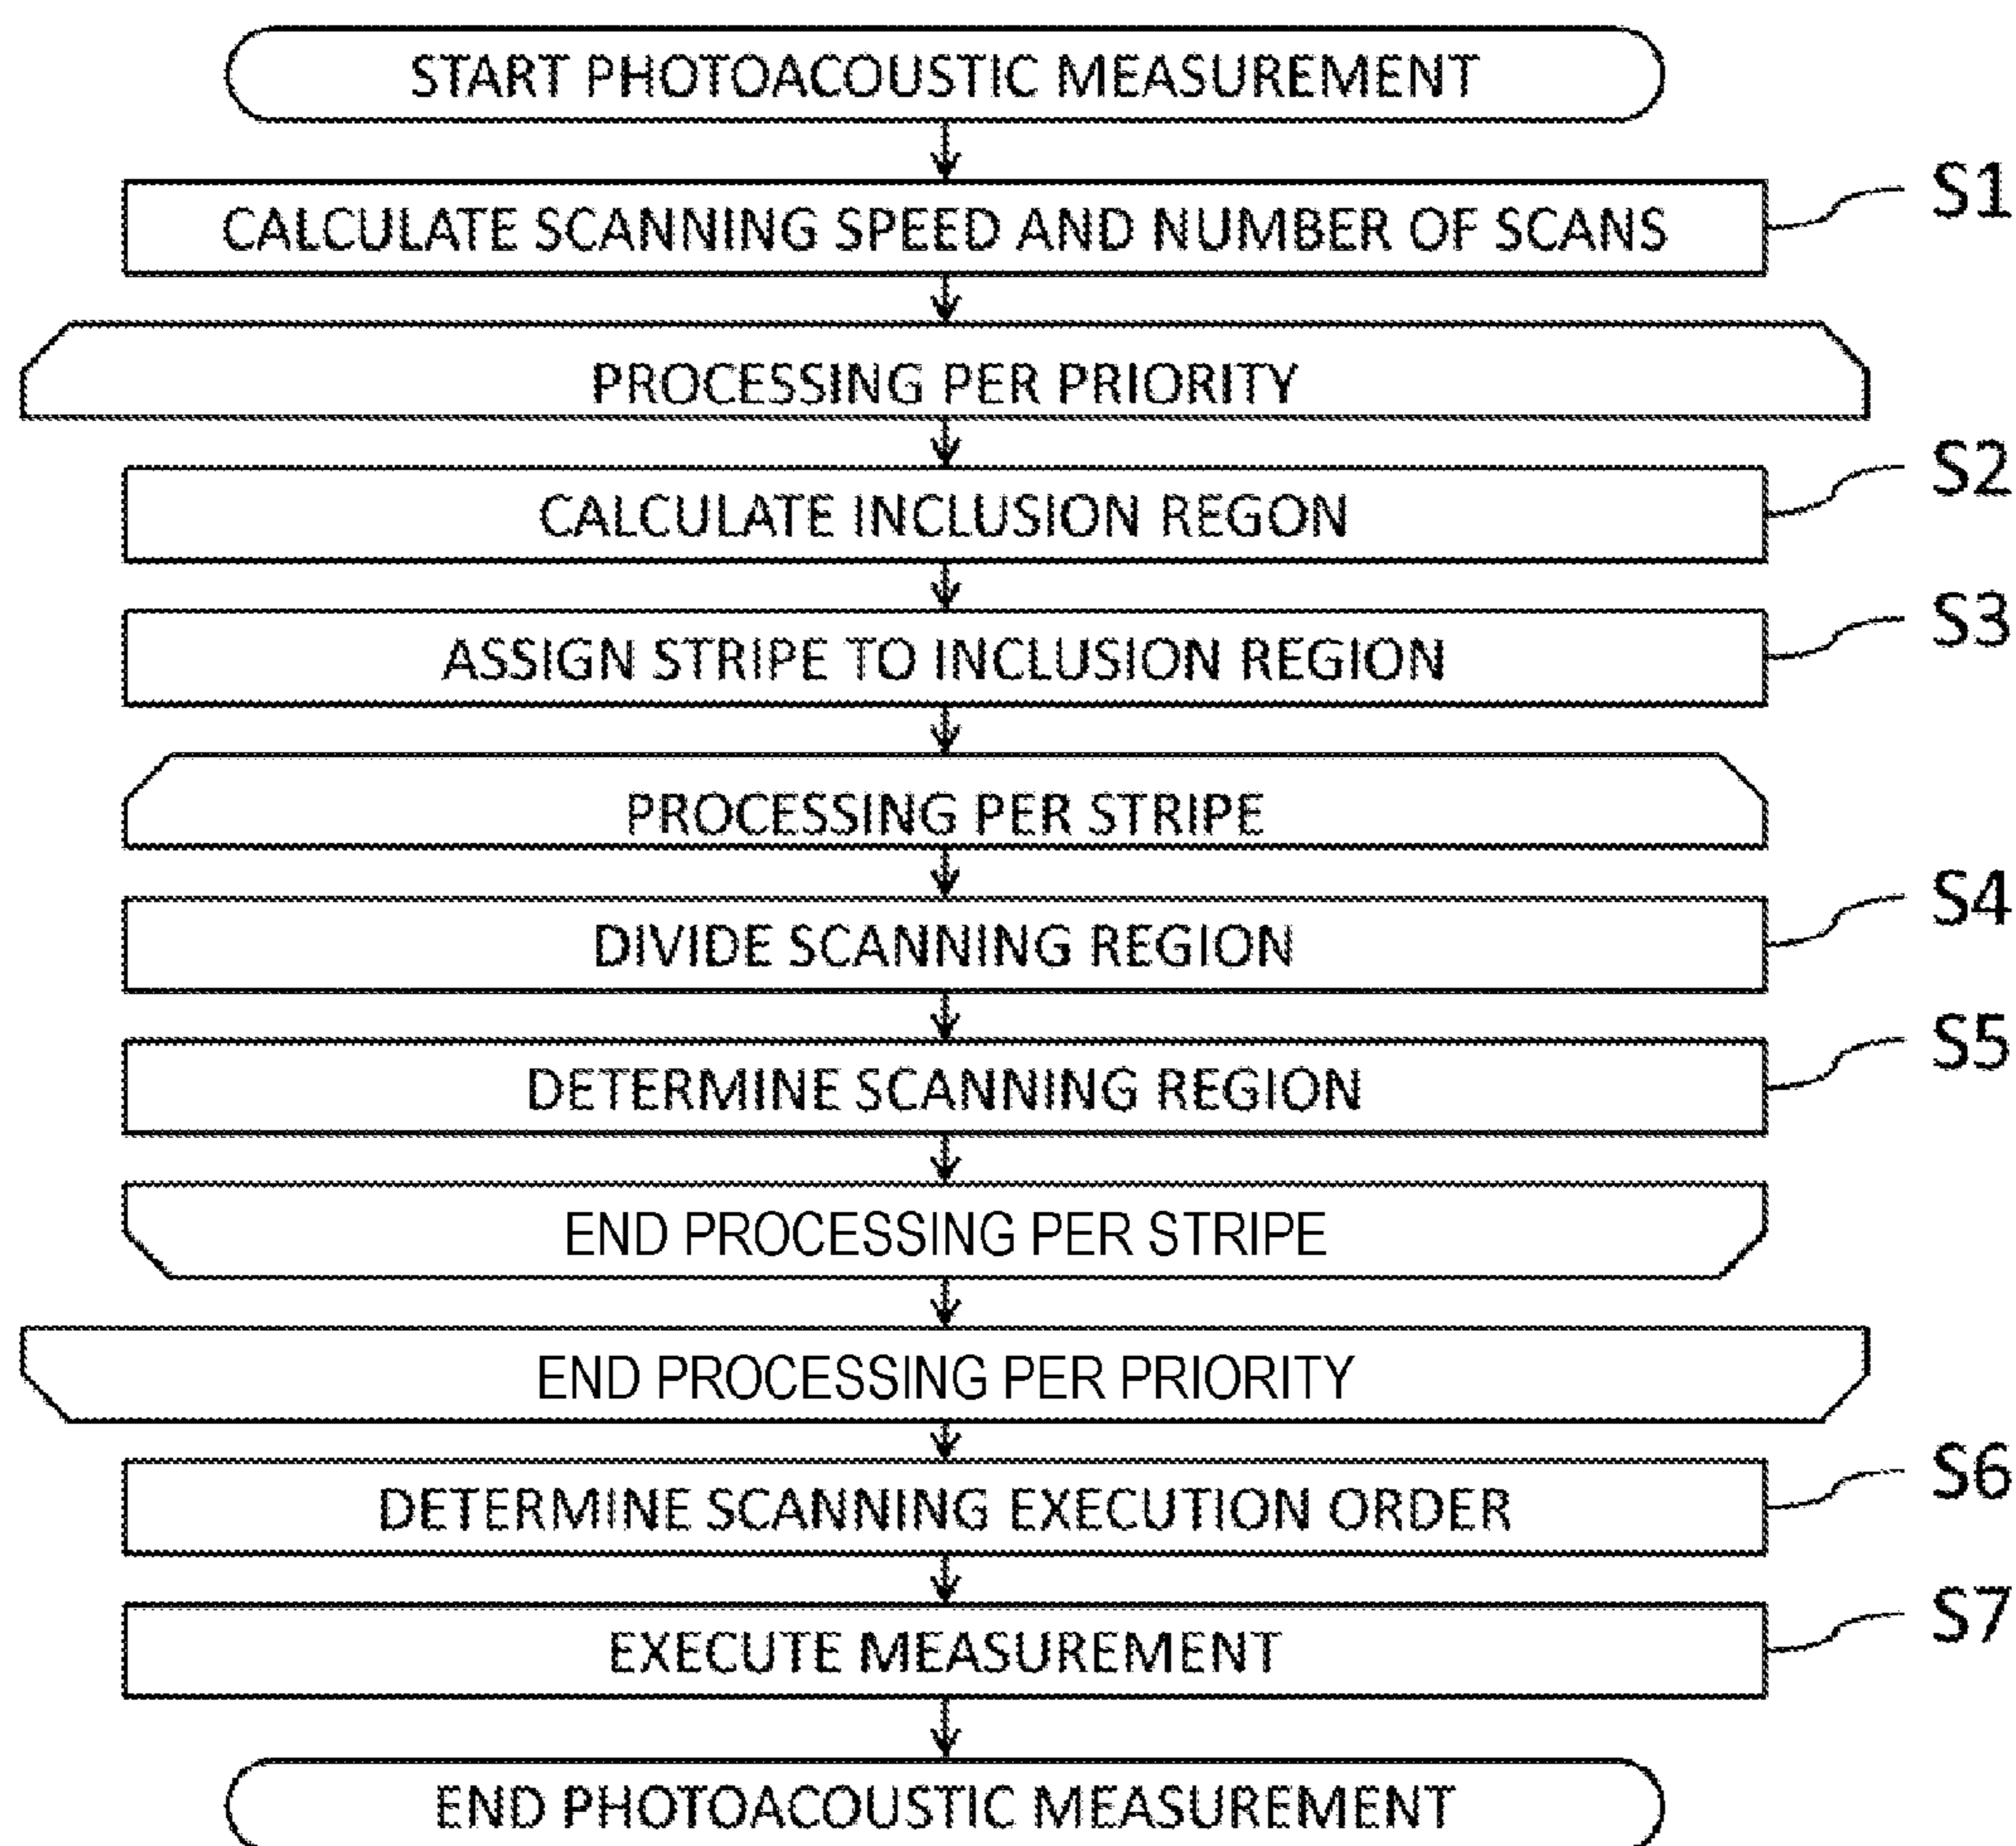 START PHOTOACOUSTIC MEASUREMENT
CALCULATE SCANNING SPEED AND NUMBER OF SCANS S1
PROCESSING PER PRIORITY
CALCULATE INCLUSION REGON S2
ASSIGN STRIPE TO INCLUSION REGION S3
PROCESSING PER STRIPE
DIVIDE SCANNING REGION S4
DETERMINE SCANNING REGION S5
END PROCESSING PER STRIPE
END PROCESSING PER PRIORITY
DETERMINE SCANNING EXECUTION ORDER S6
EXECUTE MEASUREMENT S7
END PHOTOACOUSTIC MEASUREMENT